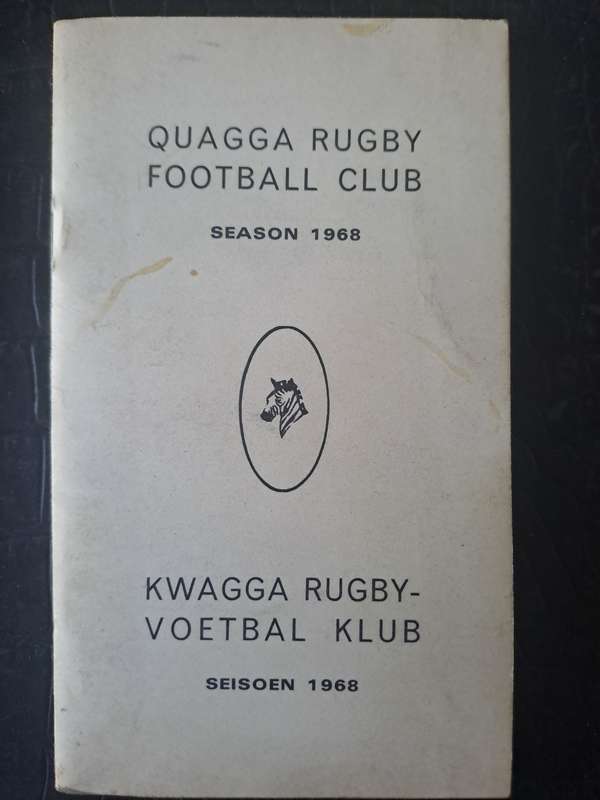 QUAGGA RUGBY
FOOTBALL CLUB
SEASON 1968
KWAGGA RUGBY-
VOETBAL KLUB
SEISOEN 1968